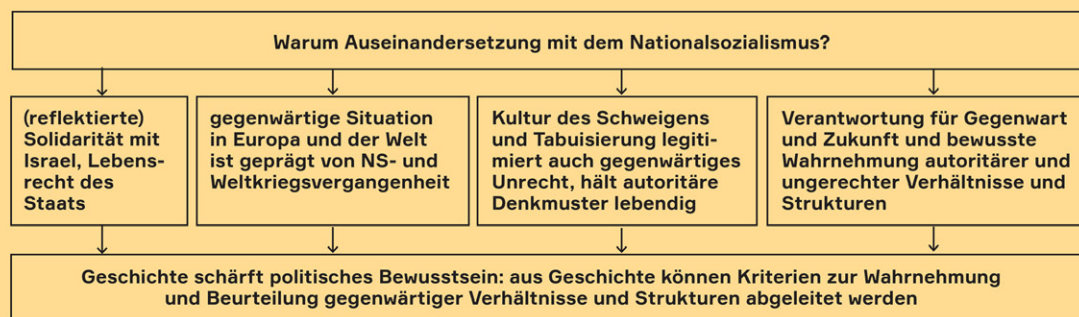 Warum Auseinandersetzung mit dem Nationalsozialismus?
(reflektierte)
Solidarität mit
Israel, Lebens-
recht des
Staats
gegenwärtige Situation
in Europa und der Welt
ist geprägt von NS- und
Weltkriegsvergangenheit
Kultur des Schweigens
und Tabuisierung legiti-
miert auch gegenwärtiges
Unrecht, hält autoritäre
Denkmuster lebendig
Verantwortung für Gegenwart
und Zukunft und bewusste
Wahrnehmung autoritärer und
ungerechter Verhältnisse und
Strukturen
Geschichte schärft politisches Bewusstsein: aus Geschichte können Kriterien zur Wahrnehmung
und Beurteilung gegenwärtiger Verhältnisse und Strukturen abgeleitet werden